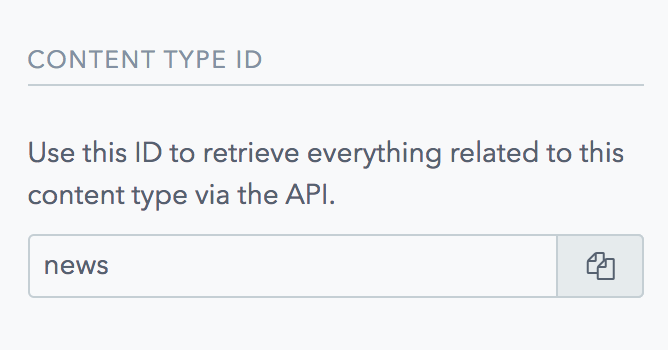 CONTENT TYPE ID
Use this ID to retrieve everything related to this
content type via the API.
news